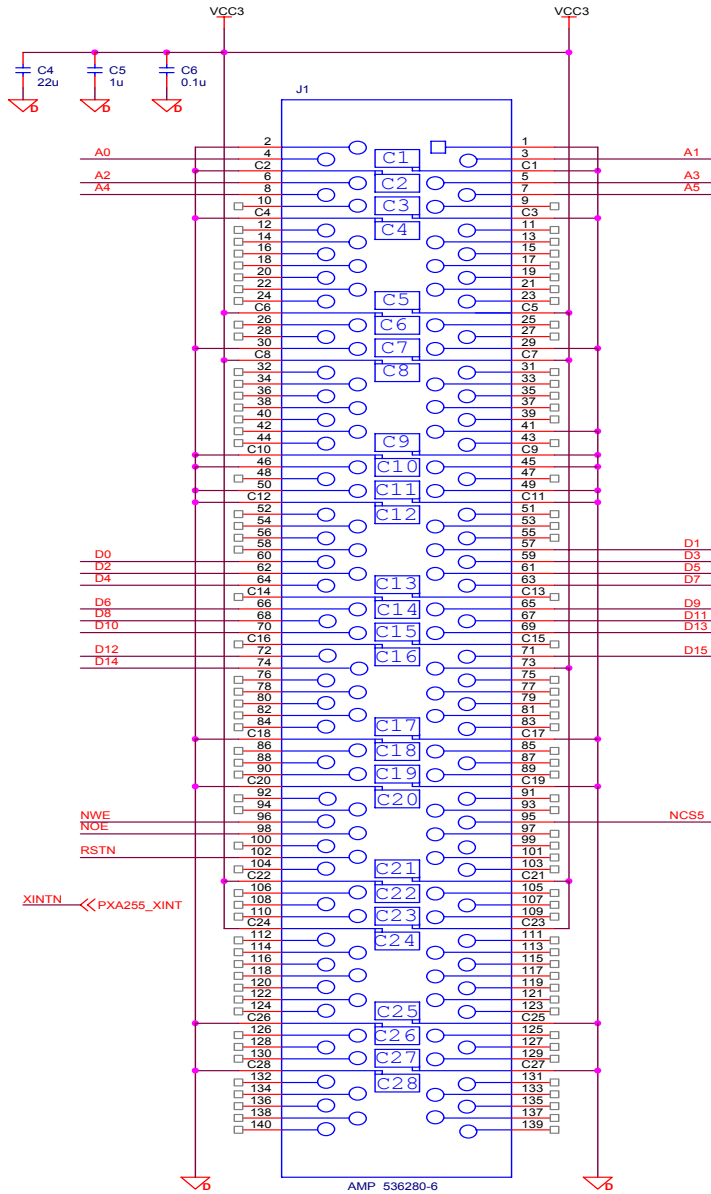 VCC3 VCC3
C4 C5 C6
22u 1u 0.1u
J1
2 1
A0 4 C1 3 A1
C2 C1
A2 6 C2 5 A3
A4 8 7 A5
10 C3 9
C4 C3
12 C4 11
14 13
16 15
18 17
20 19
22 21
24 C5 23
C6 C5
26 C6 25
28 27
30 C7 29
C8 C7
32 C8 31
34 33
36 35
38 37
40 39
42 41
44 C9 43
C10 C9
46 C10 45
48 47
50 C11 49
C12 C11
52 C12 51
54 53
56 55
58 57 D1
D0 60 59 D3
D2 62 61 D5
D4 64 C13 63 D7
C14 C13
D6 66 C14 65 D9
D8 68 67 D11
D10 70 C15 69 D13
C16 C15
D12 72 C16 71 D15
D14 74 73
76 75
78 77
80 79
82 81
84 C17 83
C18 C17
86 C18 85
88 87
90 C19 89
C20 C19
92 C20 91
94 93
NWE 96 95 NCS5
NOE 98 97
100 99
RSTN 102 101
104 C21 103
C22 C21
106 C22 105
XINTN PXA255_XINT 108 107
110 C23 109
C24 C23
112 C24 111
114 113
116 115
118 117
120 119
122 121
124 C25 123
C26 C25
126 C26 125
128 127
130 C27 129
C28 C27
132 C28 131
134 133
136 135
138 137
140 139
D D D D D
AMP 536280-6